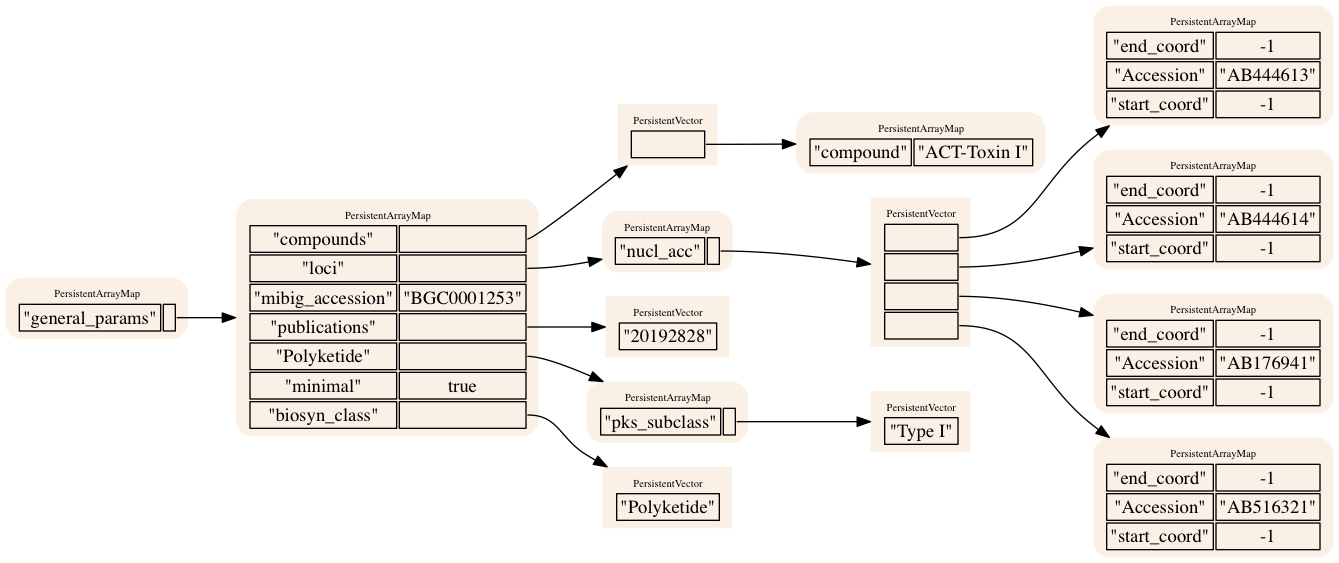 PersistentArrayMap
"general_params"
PersistentArrayMap
"compounds"
"loci"
"mibig_accession" "BGC0001253"
"publications"
"Polyketide"
"minimal" true
"biosyn_class"
PersistentVector
PersistentArrayMap
"compound" "ACT-Toxin I"
PersistentArrayMap
"nucl_acc"
PersistentVector
PersistentVector
"20192828"
PersistentArrayMap
"pks_subclass"
PersistentVector
"Type I"
PersistentVector
"Polyketide"
PersistentArrayMap
"end_coord" -1
"Accession" "AB444613"
"start_coord" -1
PersistentArrayMap
"end_coord" -1
"Accession" "AB444614"
"start_coord" -1
PersistentArrayMap
"end_coord" -1
"Accession" "AB176941"
"start_coord" -1
PersistentArrayMap
"end_coord" -1
"Accession" "AB516321"
"start_coord" -1